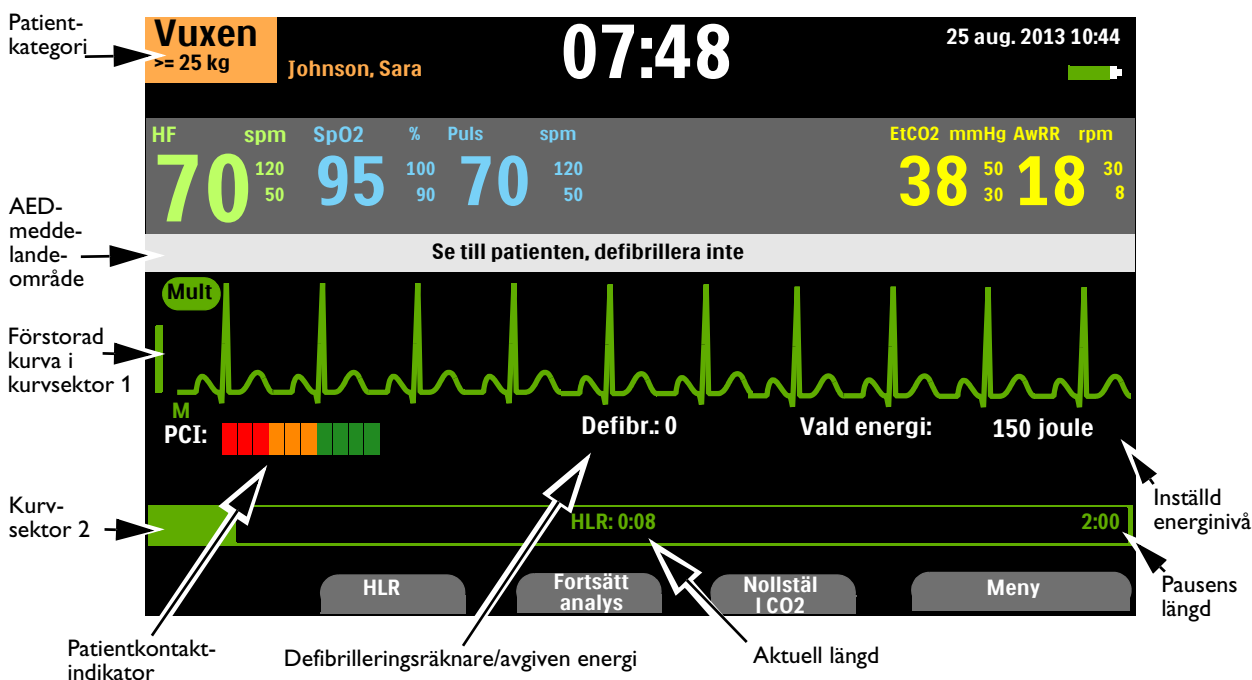 Patient-
kategori
Vuxen
>= 25 kg
Johnson, Sara
07:48
25 aug. 2013 10:44
HF spm
70
120
50
SpO2 %
95
100
90
Puls spm
70
120
50
EtCO2 mmHg
38
50
30
AwRR rpm
18
30
8
AED-
medde-
lande-
område
Se till patienten, defibrillera inte
Mult
Förstorad
kurva i
kurvsektor 1
M
PCI:
Defibr.: 0
Vald energi:
150 joule
Kurv-
sektor 2
HLR: 0:08
2:00
Inställd
energinivå
HLR
Fortsätt
analys
Nollstäl
l CO2
Meny
Pausens
längd
Patientkontakt-
indikator
Defibrilleringsräknare/avgiven energi
Aktuell längd